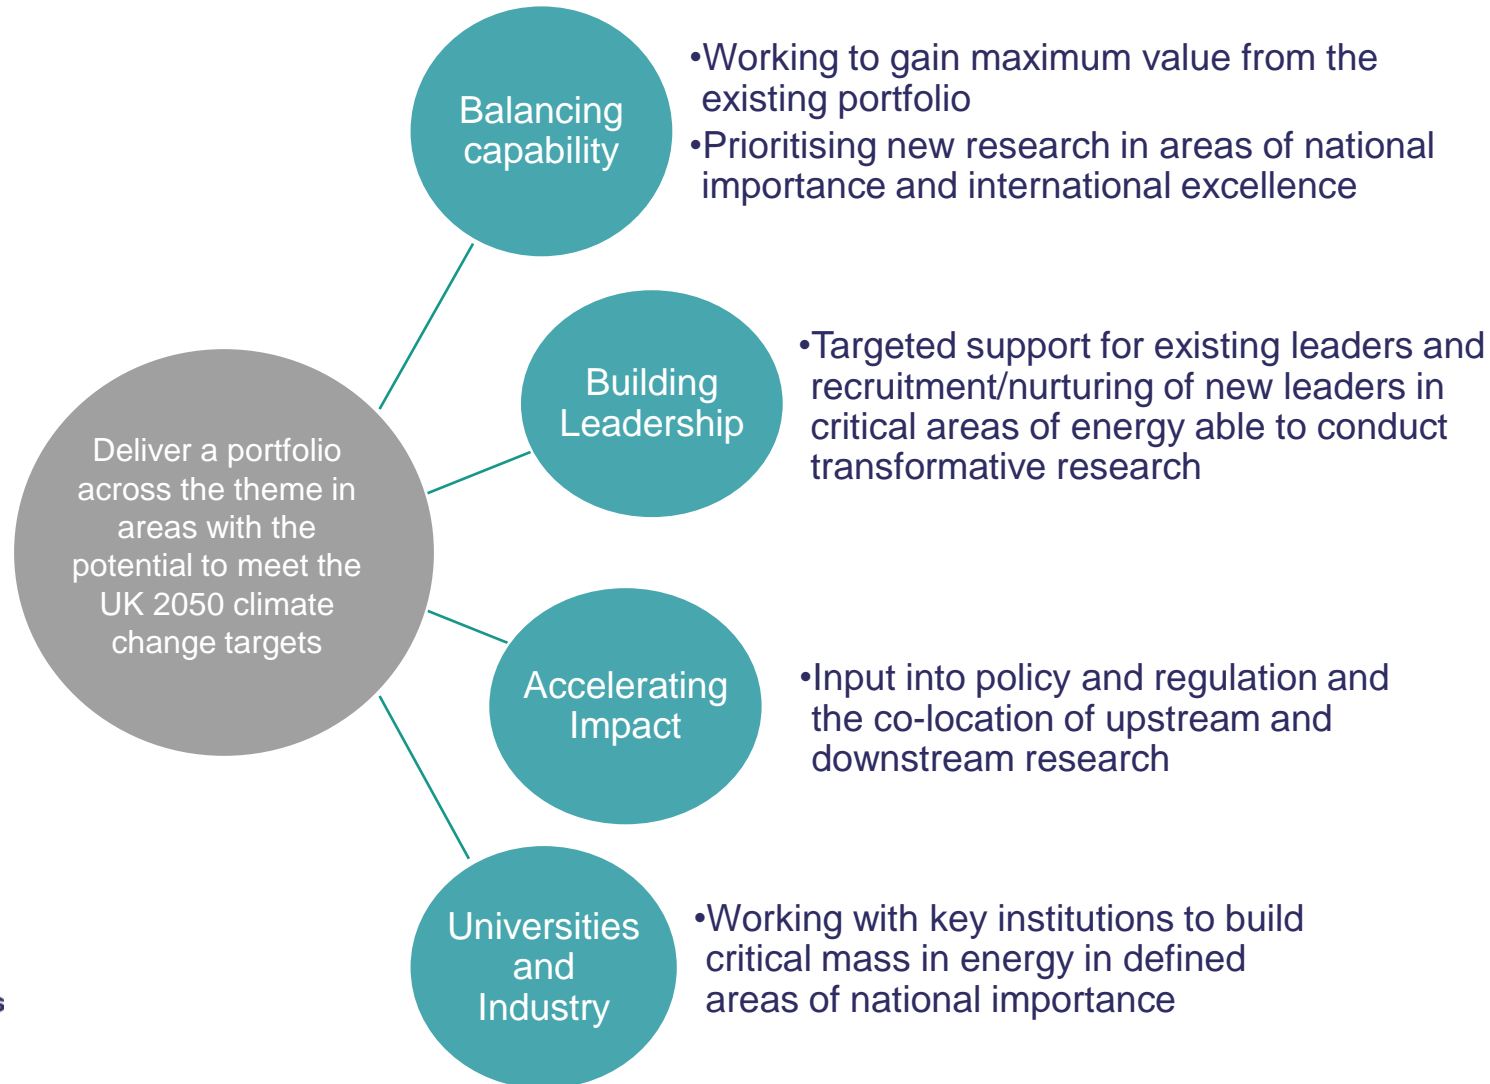 Balancing
capability
•Working to gain maximum value from the
existing portfolio
•Prioritising new research in areas of national
importance and international excellence
Building
Leadership
•Targeted support for existing leaders and
recruitment/nurturing of new leaders in
critical areas of energy able to conduct
transformative research
Deliver a portfolio
across the theme in
areas with the
potential to meet the
UK 2050 climate
change targets
Accelerating
Impact
•Input into policy and regulation and
the co-location of upstream and
downstream research
Universities
and
Industry
•Working with key institutions to build
critical mass in energy in defined
areas of national importance
s